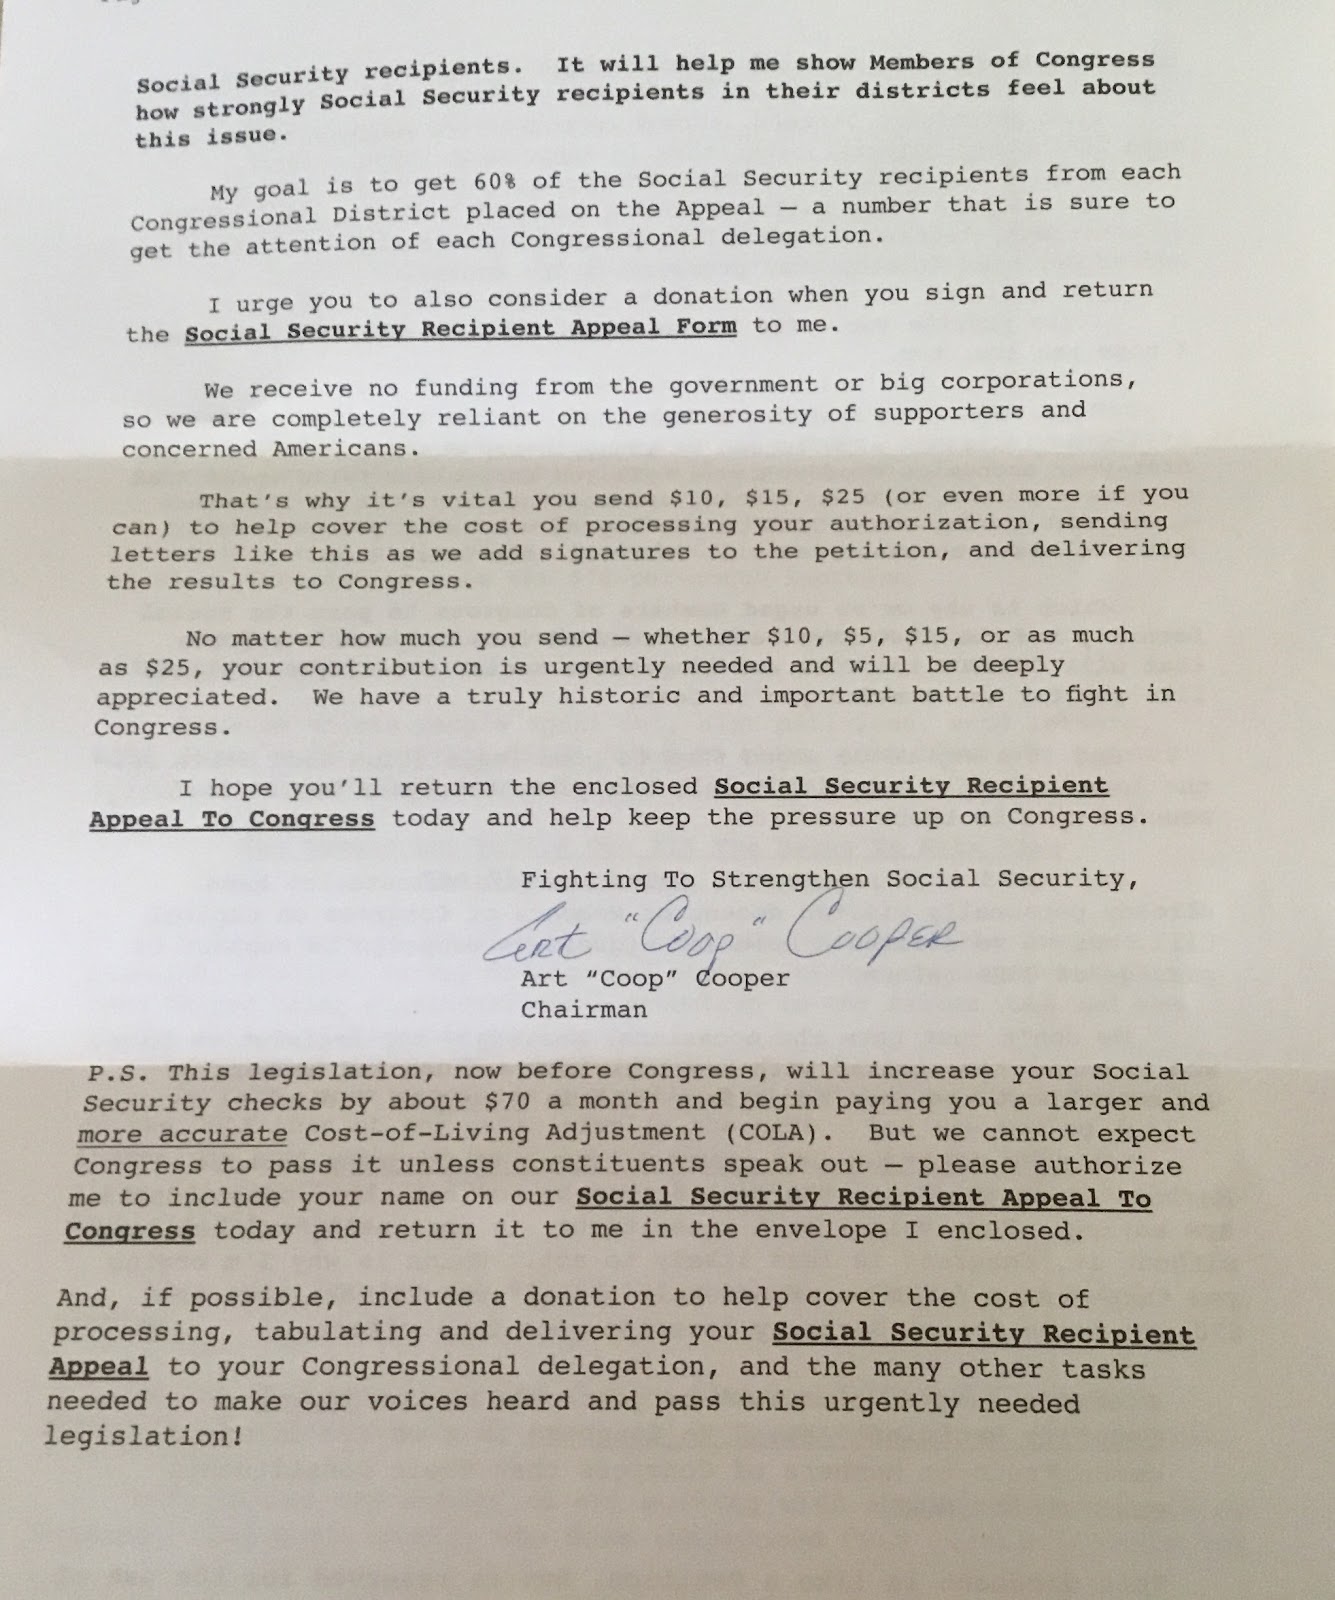 Social Security recipients.  It will help me show Members of Congress
how strongly Social Security recipients in their districts feel about
this issue.
My goal is to get 60% of the Social Security recipients from each
Congressional District placed on the Appeal — a number that is sure to
get the attention of each Congressional delegation.
I urge you to also consider a donation when you sign and return
the Social Security Recipient Appeal Form to me.
We receive no funding from the government or big corporations,
so we are completely reliant on the generosity of supporters and
concerned Americans.
That's why it's vital you send $10, $15, $25 (or even more if you
can) to help cover the cost of processing your authorization, sending
letters like this as we add signatures to the petition, and delivering
the results to Congress.
No matter how much you send — whether $10, $5, $15, or as much
as $25, your contribution is urgently needed and will be deeply
appreciated.  We have a truly historic and important battle to fight in
Congress.
I hope you'll return the enclosed Social Security Recipient
Appeal To Congress today and help keep the pressure up on Congress.
Fighting To Strengthen Social Security,
Art "Coop" Cooper
Art "Coop" Cooper
Chairman
P.S. This legislation, now before Congress, will increase your Social
Security checks by about $70 a month and begin paying you a larger and
more accurate Cost-of-Living Adjustment (COLA).  But we cannot expect
Congress to pass it unless constituents speak out — please authorize
me to include your name on our Social Security Recipient Appeal To
Congress today and return it to me in the envelope I enclosed.
And, if possible, include a donation to help cover the cost of
processing, tabulating and delivering your Social Security Recipient
Appeal to your Congressional delegation, and the many other tasks
needed to make our voices heard and pass this urgently needed
legislation!